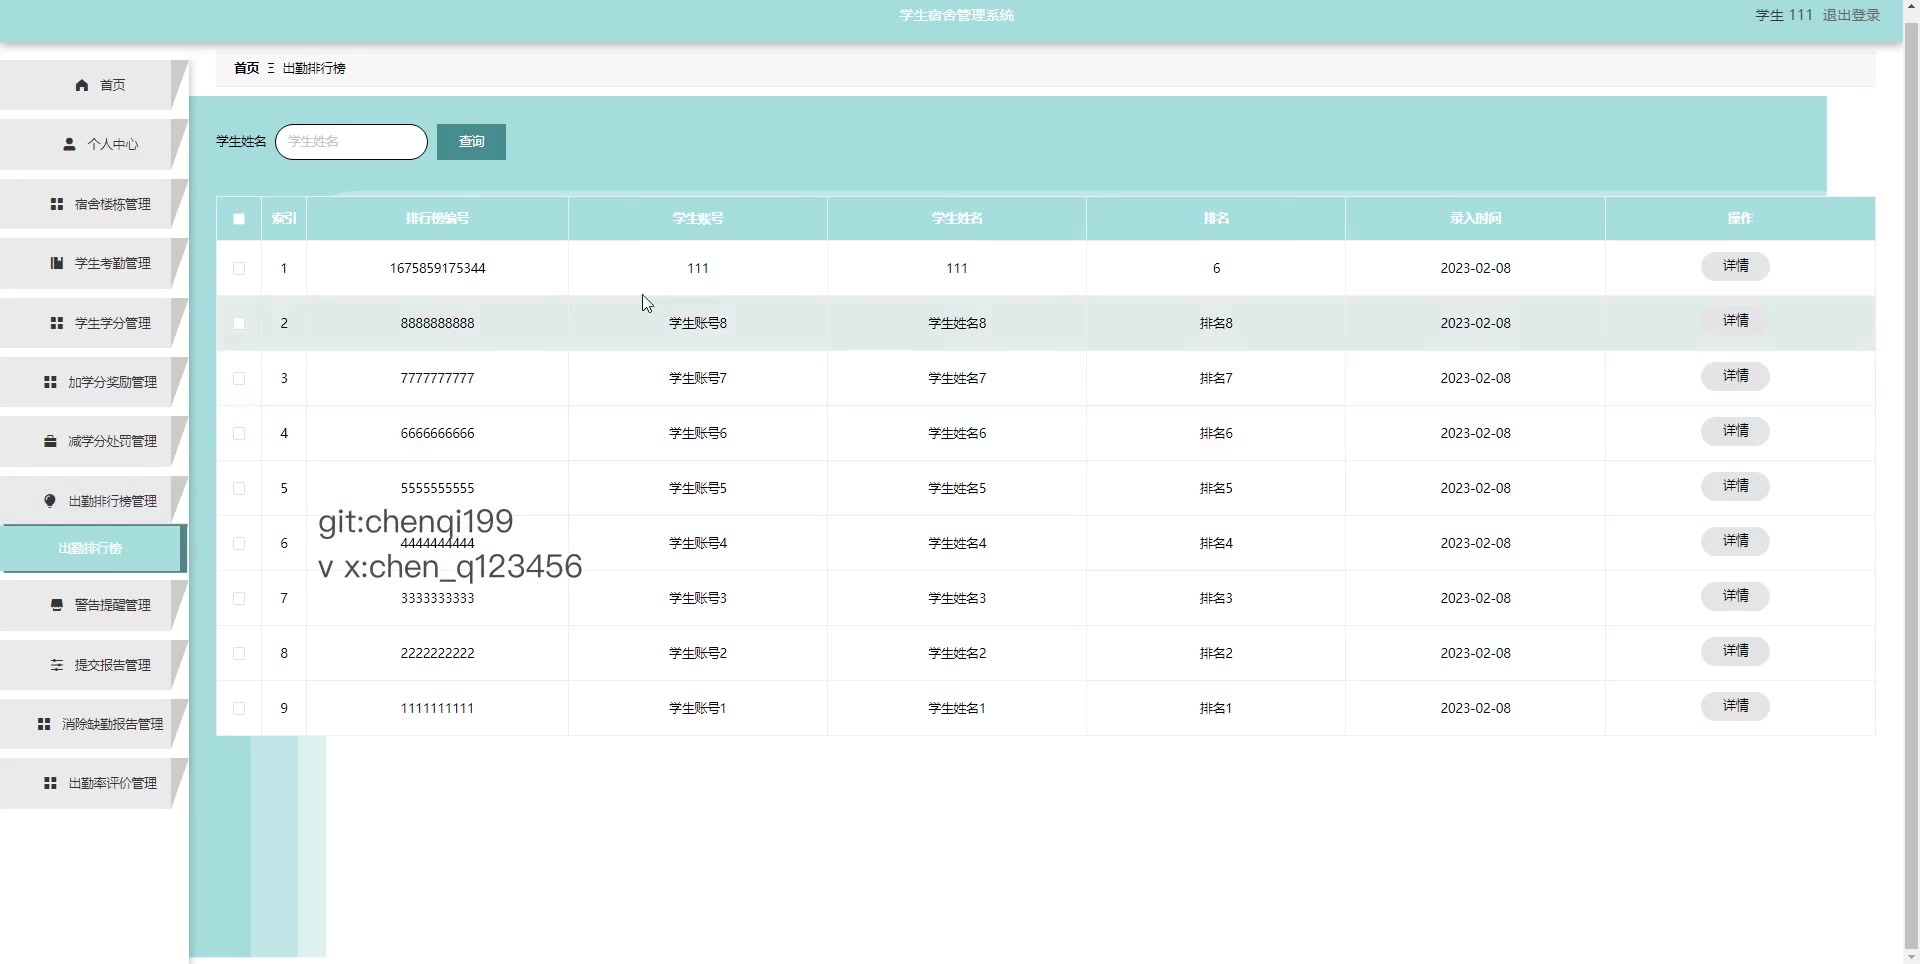 学生宿舍管理系统
学生 111 退出登录
首页
个人中心
宿舍楼栋管理
学生考勤管理
学生学分管理
加学分奖励管理
减学分处罚管理
出勤排行榜管理
出勤排行榜
警告提醒管理
提交报告管理
消除缺勤报告管理
出勤率评价管理
首页 Ξ 出勤排行榜
学生姓名 学生姓名 查询
索引 排行榜编号 学生账号 学生姓名 排名 录入时间 操作
1 1675859175344 111 111 6 2023-02-08 详情
2 8888888888 学生账号8 学生姓名8 排名8 2023-02-08 详情
3 7777777777 学生账号7 学生姓名7 排名7 2023-02-08 详情
4 6666666666 学生账号6 学生姓名6 排名6 2023-02-08 详情
5 5555555555 学生账号5 学生姓名5 排名5 2023-02-08 详情
git:chenqi199
6 4444444444 学生账号4 学生姓名4 排名4 2023-02-08 详情
v x:chen_q123456
7 3333333333 学生账号3 学生姓名3 排名3 2023-02-08 详情
8 2222222222 学生账号2 学生姓名2 排名2 2023-02-08 详情
9 1111111111 学生账号1 学生姓名1 排名1 2023-02-08 详情